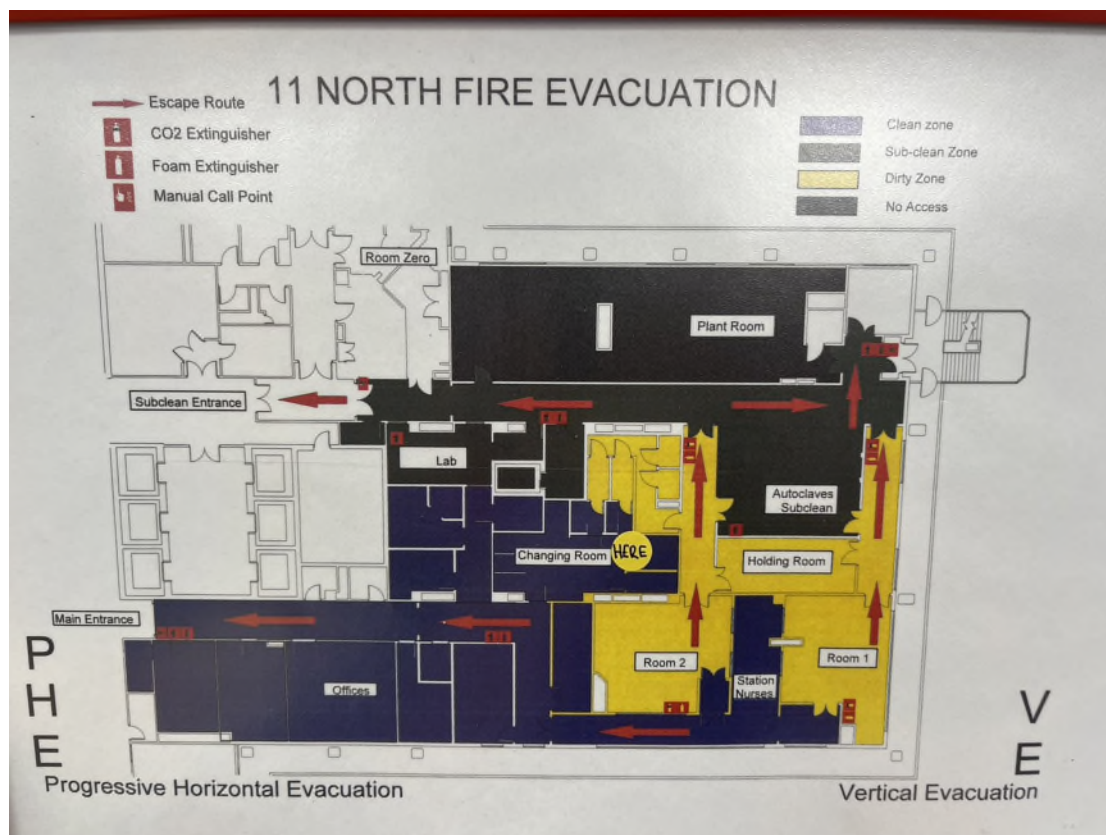 11 NORTH FIRE EVACUATION
Escape Route
CO2 Extinguisher
Foam Extinguisher
Manual Call Point
Clean zone
Sub-clean Zone
Dirty Zone
No Access
Room Zero
Plant Room
Subclean Entrance
Lab
Autoclaves
Subclean
Changing Room
HERE
Holding Room
Main Entrance
Room 2
Room 1
Station
Nurses
Offices
P
H
E
V
E
Progressive Horizontal Evacuation
Vertical Evacuation